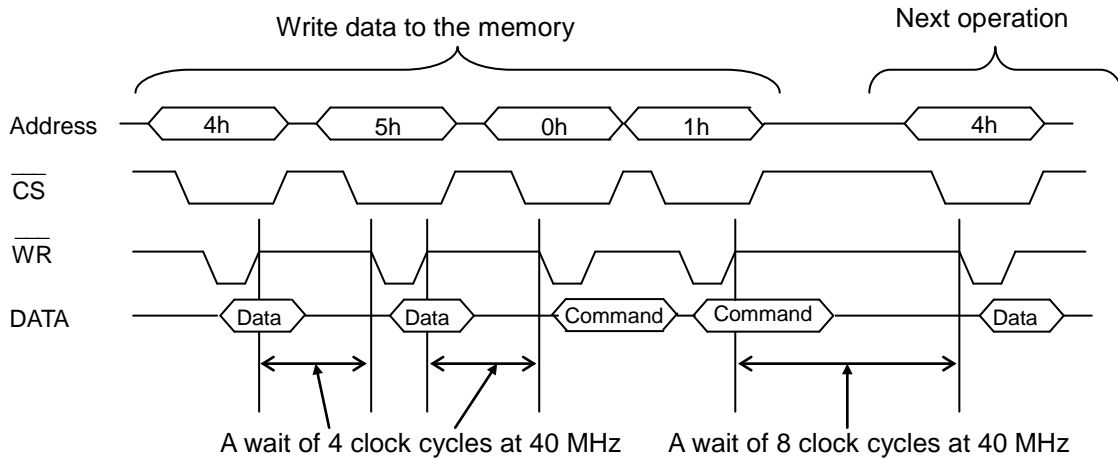 Write data to the memory
Next operation
Address 4h 5h 0h 1h 4h
CS
WR
DATA Data Data Command Command Data
A wait of 4 clock cycles at 40 MHz
A wait of 8 clock cycles at 40 MHz